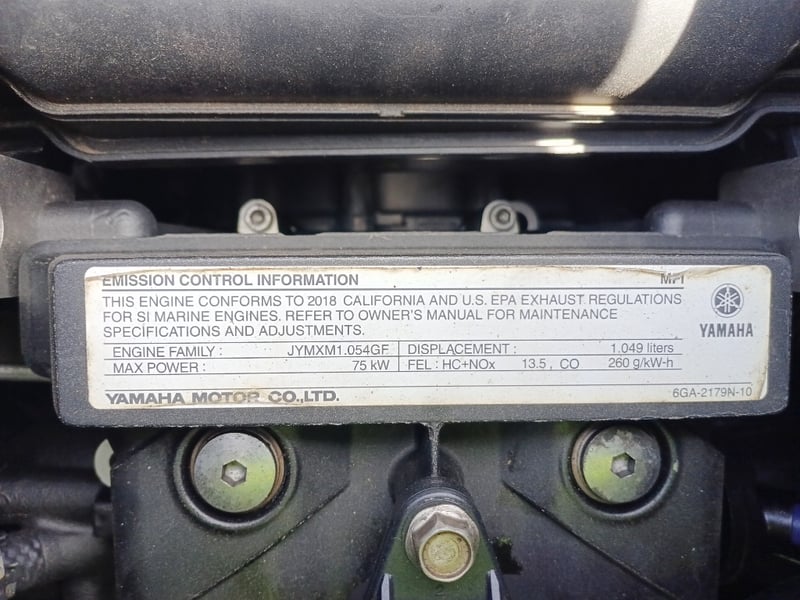 EMISSION CONTROL INFORMATION MFI
THIS ENGINE CONFORMS TO 2018 CALIFORNIA AND U.S. EPA EXHAUST REGULATIONS
FOR SI MARINE ENGINES. REFER TO OWNER'S MANUAL FOR MAINTENANCE
SPECIFICATIONS AND ADJUSTMENTS.
ENGINE FAMILY : JYMXM1.054GF DISPLACEMENT : 1,049 liters
MAX POWER : 75 kW FEL : HC+NOx 13.5, CO 260 g/kW-h
YAMAHA MOTOR CO.,LTD.
YAMAHA
6GA-2179N-10